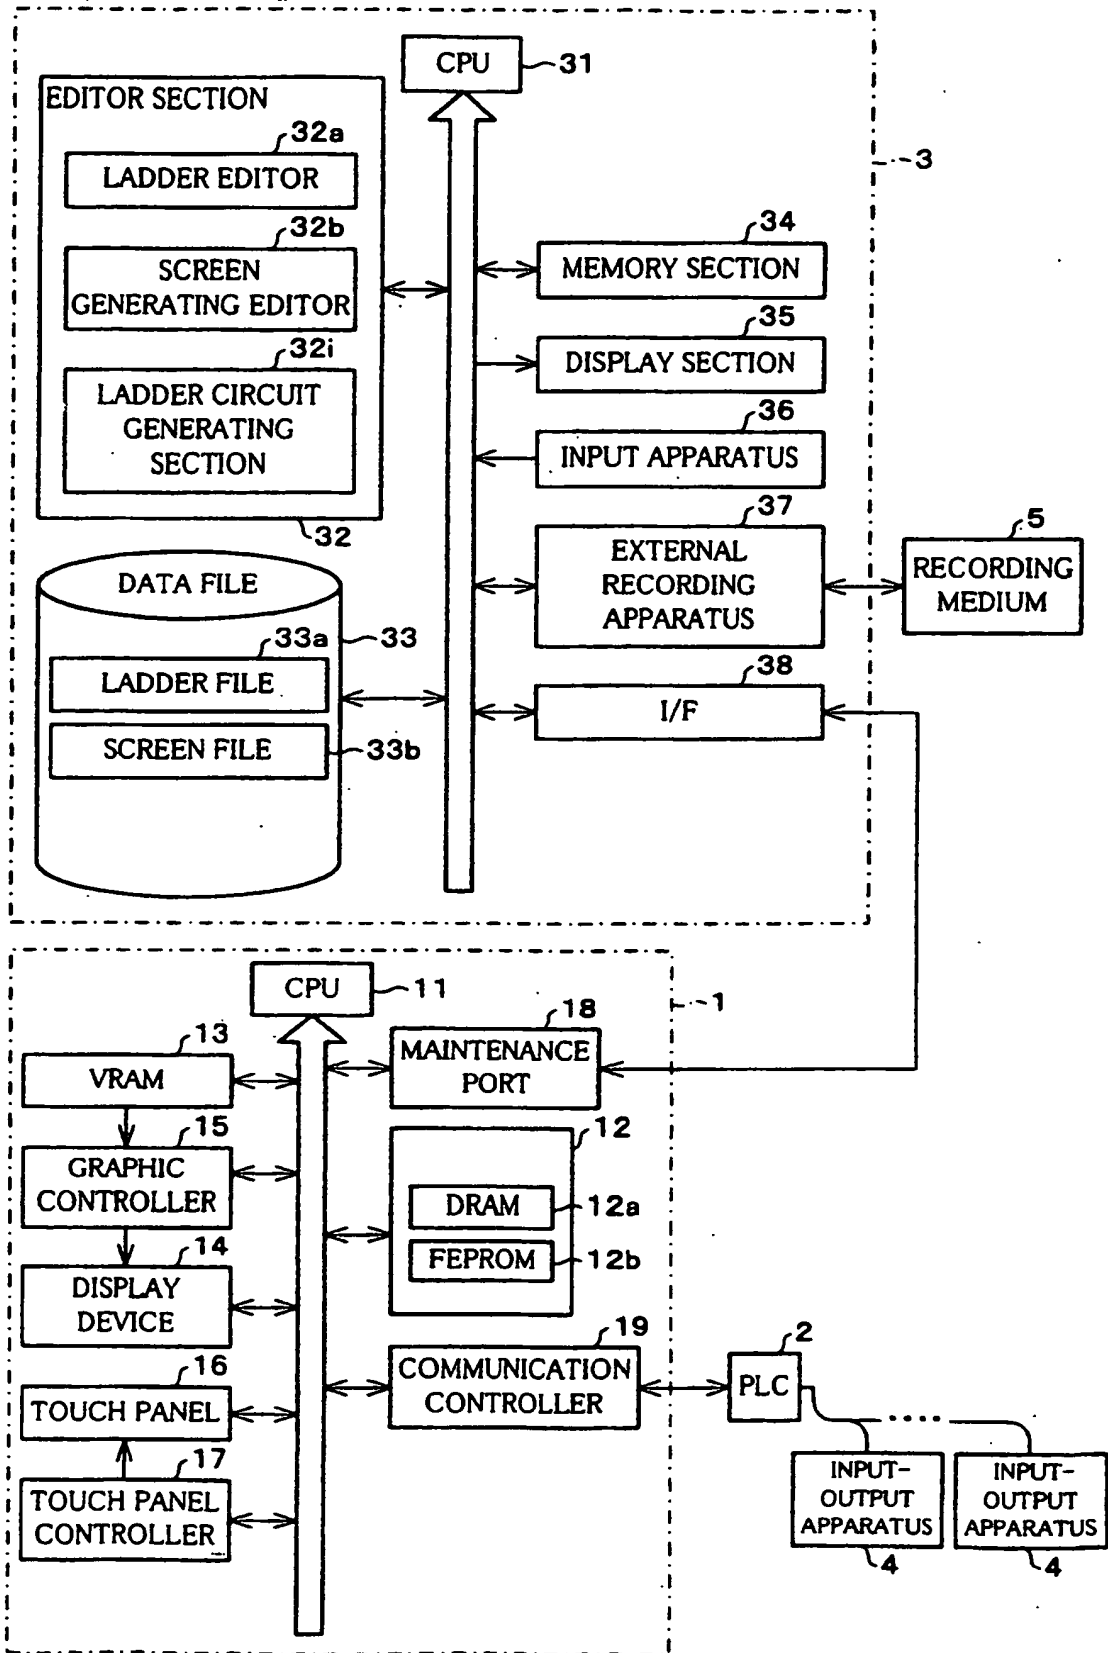 CPU
31
EDITOR SECTION
32a
LADDER EDITOR
32b
SCREEN
GENERATING EDITOR
32i
LADDER CIRCUIT
GENERATING
SECTION
32
3
34
MEMORY SECTION
35
DISPLAY SECTION
36
INPUT APPARATUS
37
EXTERNAL
RECORDING
APPARATUS
5
RECORDING
MEDIUM
38
I/F
DATA FILE
33
33a
LADDER FILE
SCREEN FILE
33b
CPU
11
1
13
VRAM
15
GRAPHIC
CONTROLLER
14
DISPLAY
DEVICE
16
TOUCH PANEL
17
TOUCH PANEL
CONTROLLER
18
MAINTENANCE
PORT
12
DRAM
12a
FEPROM
12b
19
COMMUNICATION
CONTROLLER
2
PLC
INPUT-
OUTPUT
APPARATUS
4
INPUT-
OUTPUT
APPARATUS
4